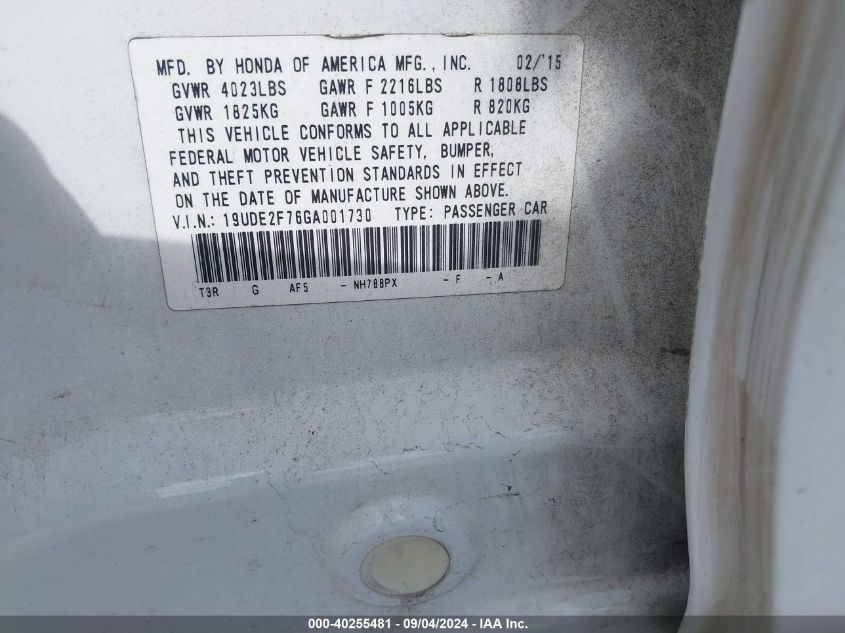 MFD. BY HONDA OF AMERICA MFG., INC. 02/'15
GVWR 4023LBS GAWR F 2216LBS R 1808LBS
GVWR 1825KG GAWR F 1005KG R 820KG
THIS VEHICLE CONFORMS TO ALL APPLICABLE
FEDERAL MOTOR VEHICLE SAFETY, BUMPER,
AND THEFT PREVENTION STANDARDS IN EFFECT
ON THE DATE OF MANUFACTURE SHOWN ABOVE.
V.I.N.: 19UDE2F76GA001730 TYPE: PASSENGER CAR
T3R G AF5 - NH788PX - F - A
000-40255481 - 09/04/2024 - IAA Inc.